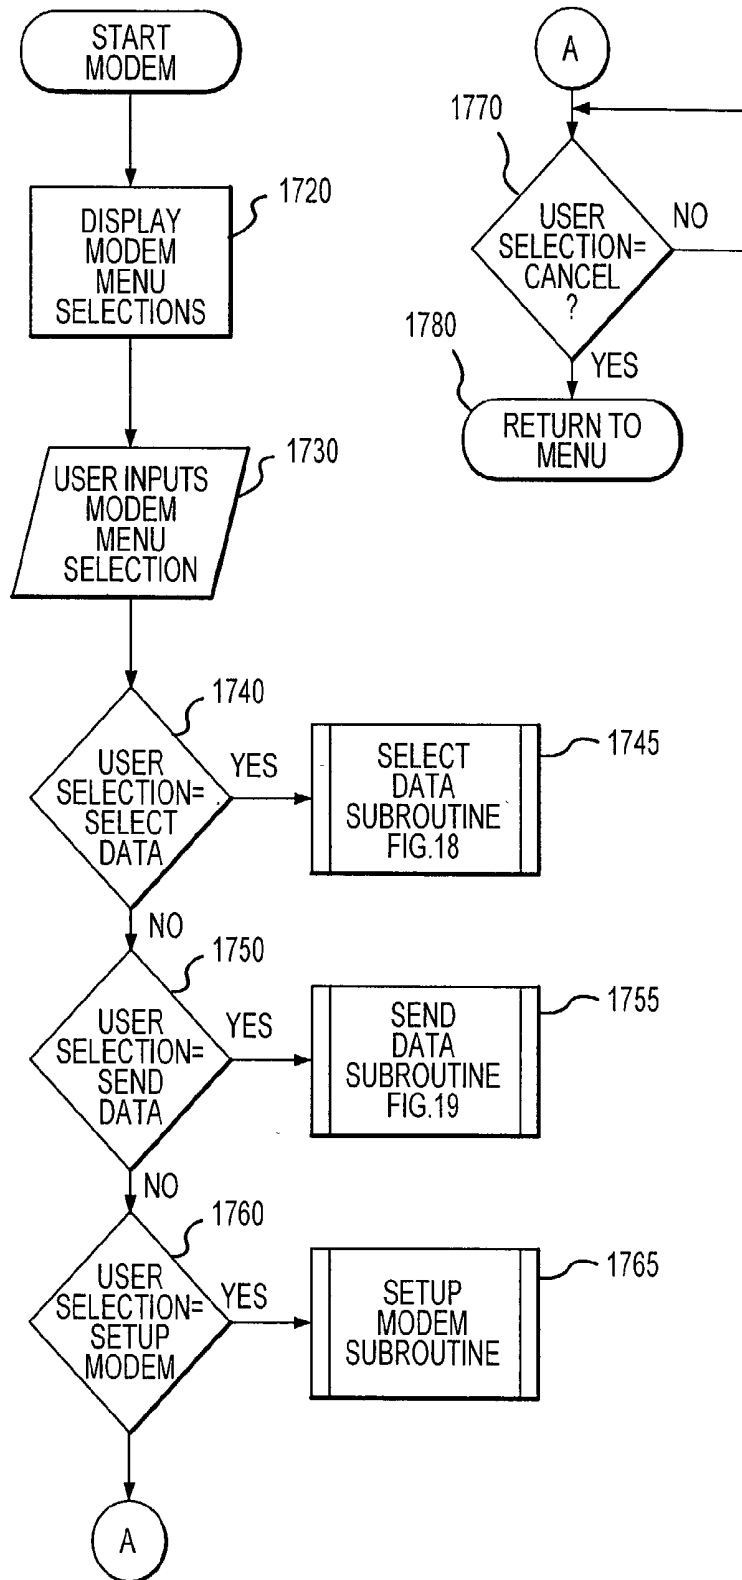 START
MODEM
1720
DISPLAY
MODEM
MENU
SELECTIONS
1730
USER INPUTS
MODEM
MENU
SELECTION
1740
USER
SELECTION=
SELECT
DATA
YES
1745
SELECT
DATA
SUBROUTINE
FIG.18
NO
1750
USER
SELECTION=
SEND
DATA
YES
1755
SEND
DATA
SUBROUTINE
FIG.19
NO
1760
USER
SELECTION=
SETUP
MODEM
YES
1765
SETUP
MODEM
SUBROUTINE
A
A
1770
USER
SELECTION=
CANCEL
?
NO
YES
1780
RETURN TO
MENU